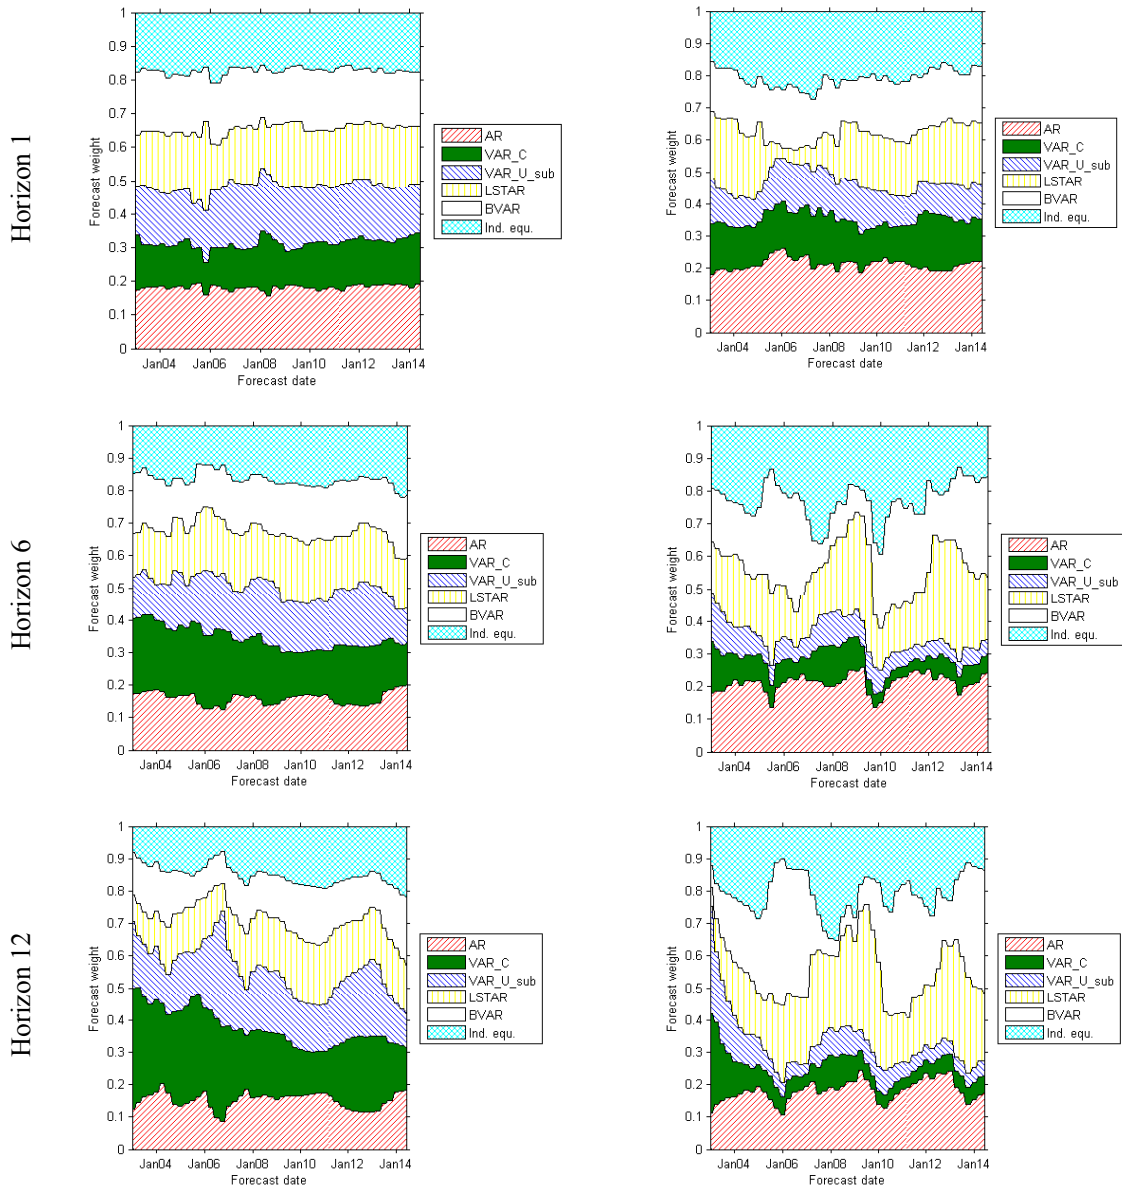 Horizon 1
1
0.9
0.8
0.7
0.6
0.5
0.4
0.3
0.2
0.1
0
Forecast weight
Jan04 Jan06 Jan08 Jan10 Jan12 Jan14
Forecast date
AR
VAR_C
VAR_U_sub
LSTAR
BVAR
Ind. equ.
1
0.9
0.8
0.7
0.6
0.5
0.4
0.3
0.2
0.1
0
Forecast weight
Jan04 Jan06 Jan08 Jan10 Jan12 Jan14
Forecast date
AR
VAR_C
VAR_U_sub
LSTAR
BVAR
Ind. equ.
Horizon 6
1
0.9
0.8
0.7
0.6
0.5
0.4
0.3
0.2
0.1
0
Forecast weight
Jan04 Jan06 Jan08 Jan10 Jan12 Jan14
Forecast date
AR
VAR_C
VAR_U_sub
LSTAR
BVAR
Ind. equ.
1
0.9
0.8
0.7
0.6
0.5
0.4
0.3
0.2
0.1
0
Forecast weight
Jan04 Jan06 Jan08 Jan10 Jan12 Jan14
Forecast date
AR
VAR_C
VAR_U_sub
LSTAR
BVAR
Ind. equ.
Horizon 12
1
0.9
0.8
0.7
0.6
0.5
0.4
0.3
0.2
0.1
0
Forecast weight
Jan04 Jan06 Jan08 Jan10 Jan12 Jan14
Forecast date
AR
VAR_C
VAR_U_sub
LSTAR
BVAR
Ind. equ.
1
0.9
0.8
0.7
0.6
0.5
0.4
0.3
0.2
0.1
0
Forecast weight
Jan04 Jan06 Jan08 Jan10 Jan12 Jan14
Forecast date
AR
VAR_C
VAR_U_sub
LSTAR
BVAR
Ind. equ.